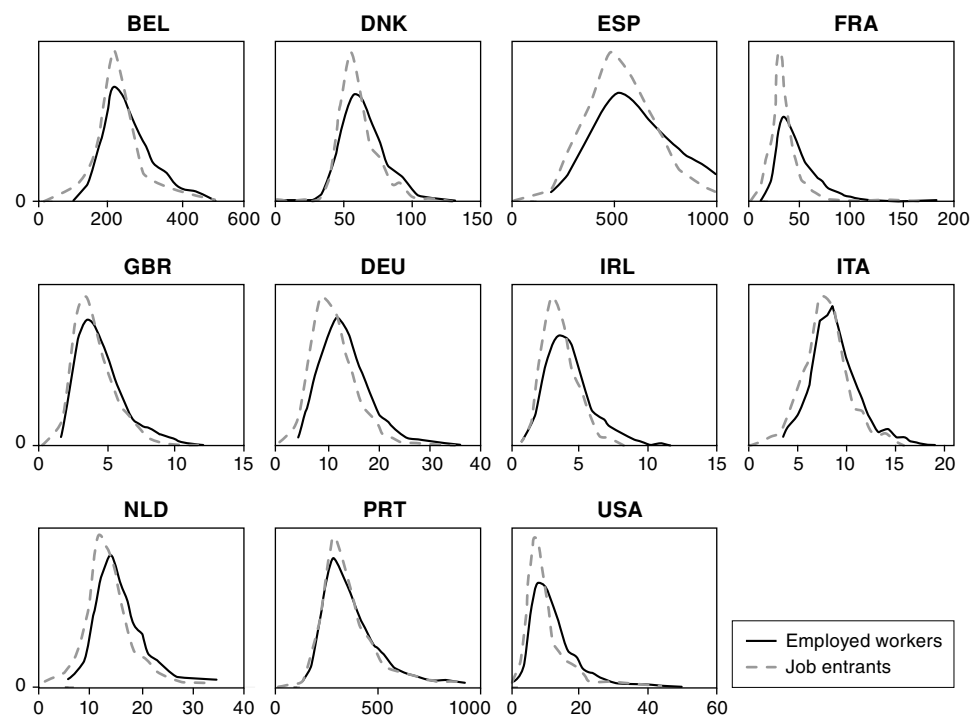 BEL DNK ESP FRA
0
0 200 400 600 0 50 100 150 0 500 1000 0 50 100 150 200
GBR DEU IRL ITA
0
0 5 10 15 0 10 20 30 40 0 5 10 15 0 5 10 15 20
NLD PRT USA
Employed workers
Job entrants
0
0 10 20 30 40 0 500 1000 0 20 40 60